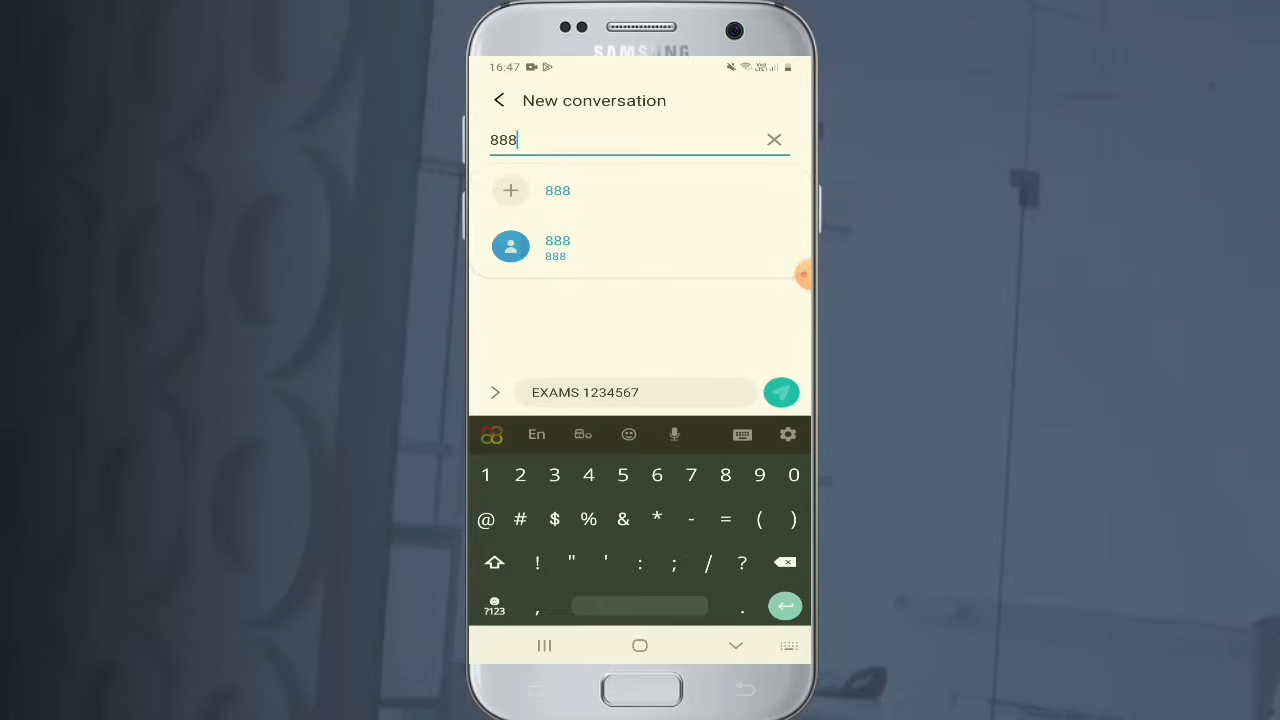 SAMSUNG
16:47
New conversation
888
888
888
888
EXAMS 1234567
En
1 2 3 4 5 6 7 8 9 0
@ # $ % & * - = ( )
! " ' : ; / ?
?123 , .